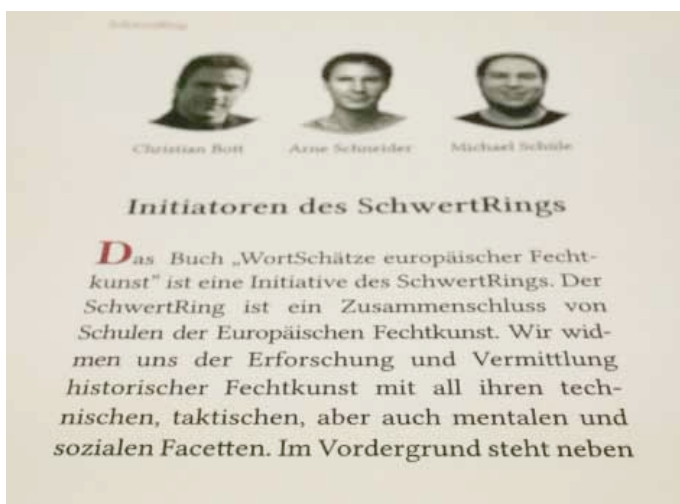 SchwertRing
Christian Bott Arne Schneider Michael Schüle
Initiatoren des SchwertRings
Das Buch „WortSchätze europäischer Fecht-
kunst" ist eine Initiative des SchwertRings. Der
SchwertRing ist ein Zusammenschluss von
Schulen der Europäischen Fechtkunst. Wir wid-
men uns der Erforschung und Vermittlung
historischer Fechtkunst mit all ihren tech-
nischen, taktischen, aber auch mentalen und
sozialen Facetten. Im Vordergrund steht neben